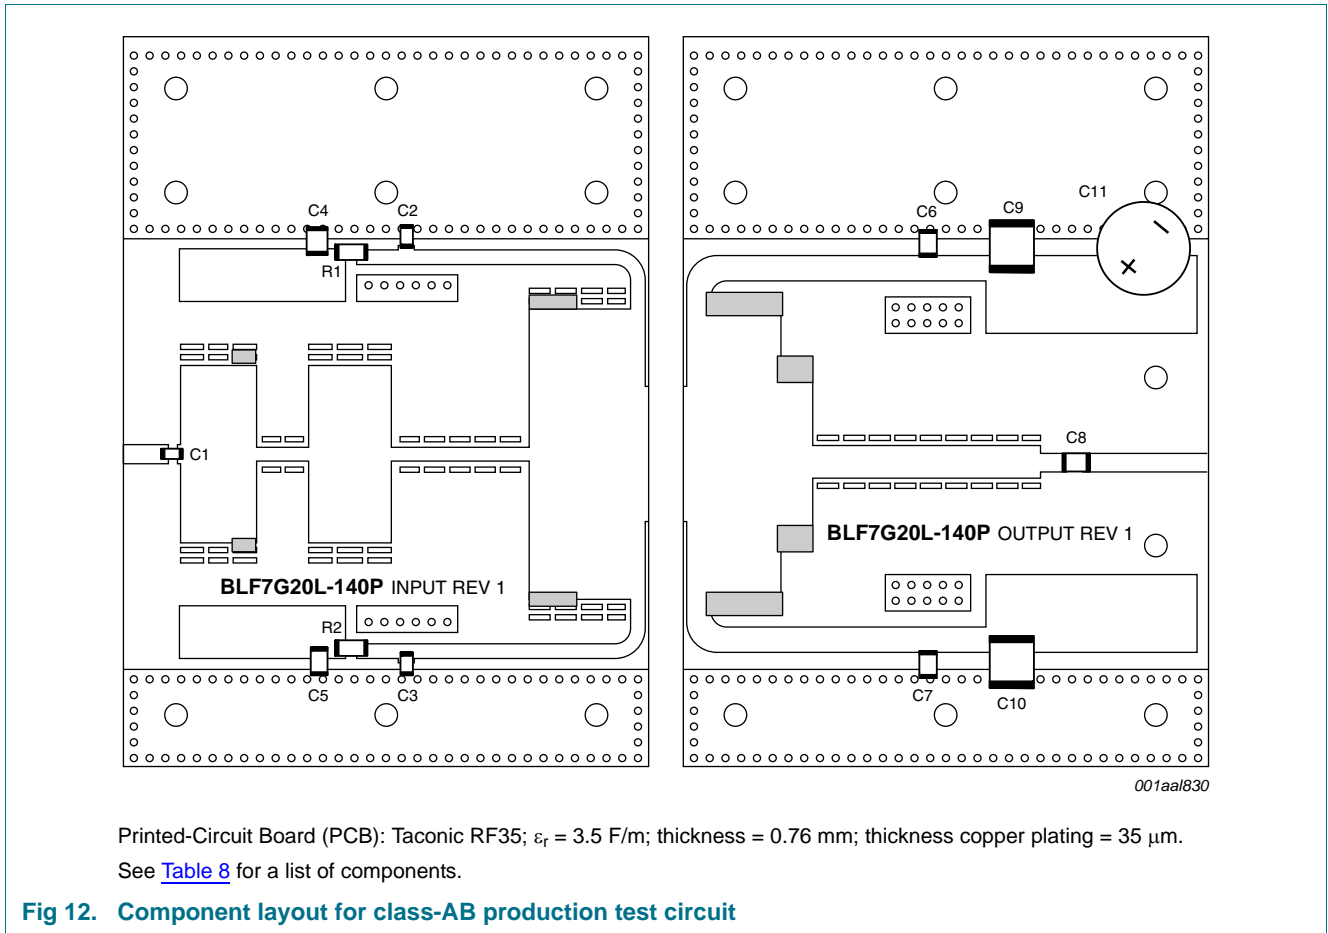 C4
C2
R1
C1
BLF7G20L-140P INPUT REV 1
R2
C5
C3
C6
C9
C11
− +
C8
BLF7G20L-140P OUTPUT REV 1
C7
C10
001aal830
Printed-Circuit Board (PCB): Taconic RF35; εr = 3.5 F/m; thickness = 0.76 mm; thickness copper plating = 35 μm.
See Table 8 for a list of components.
Fig 12. Component layout for class-AB production test circuit